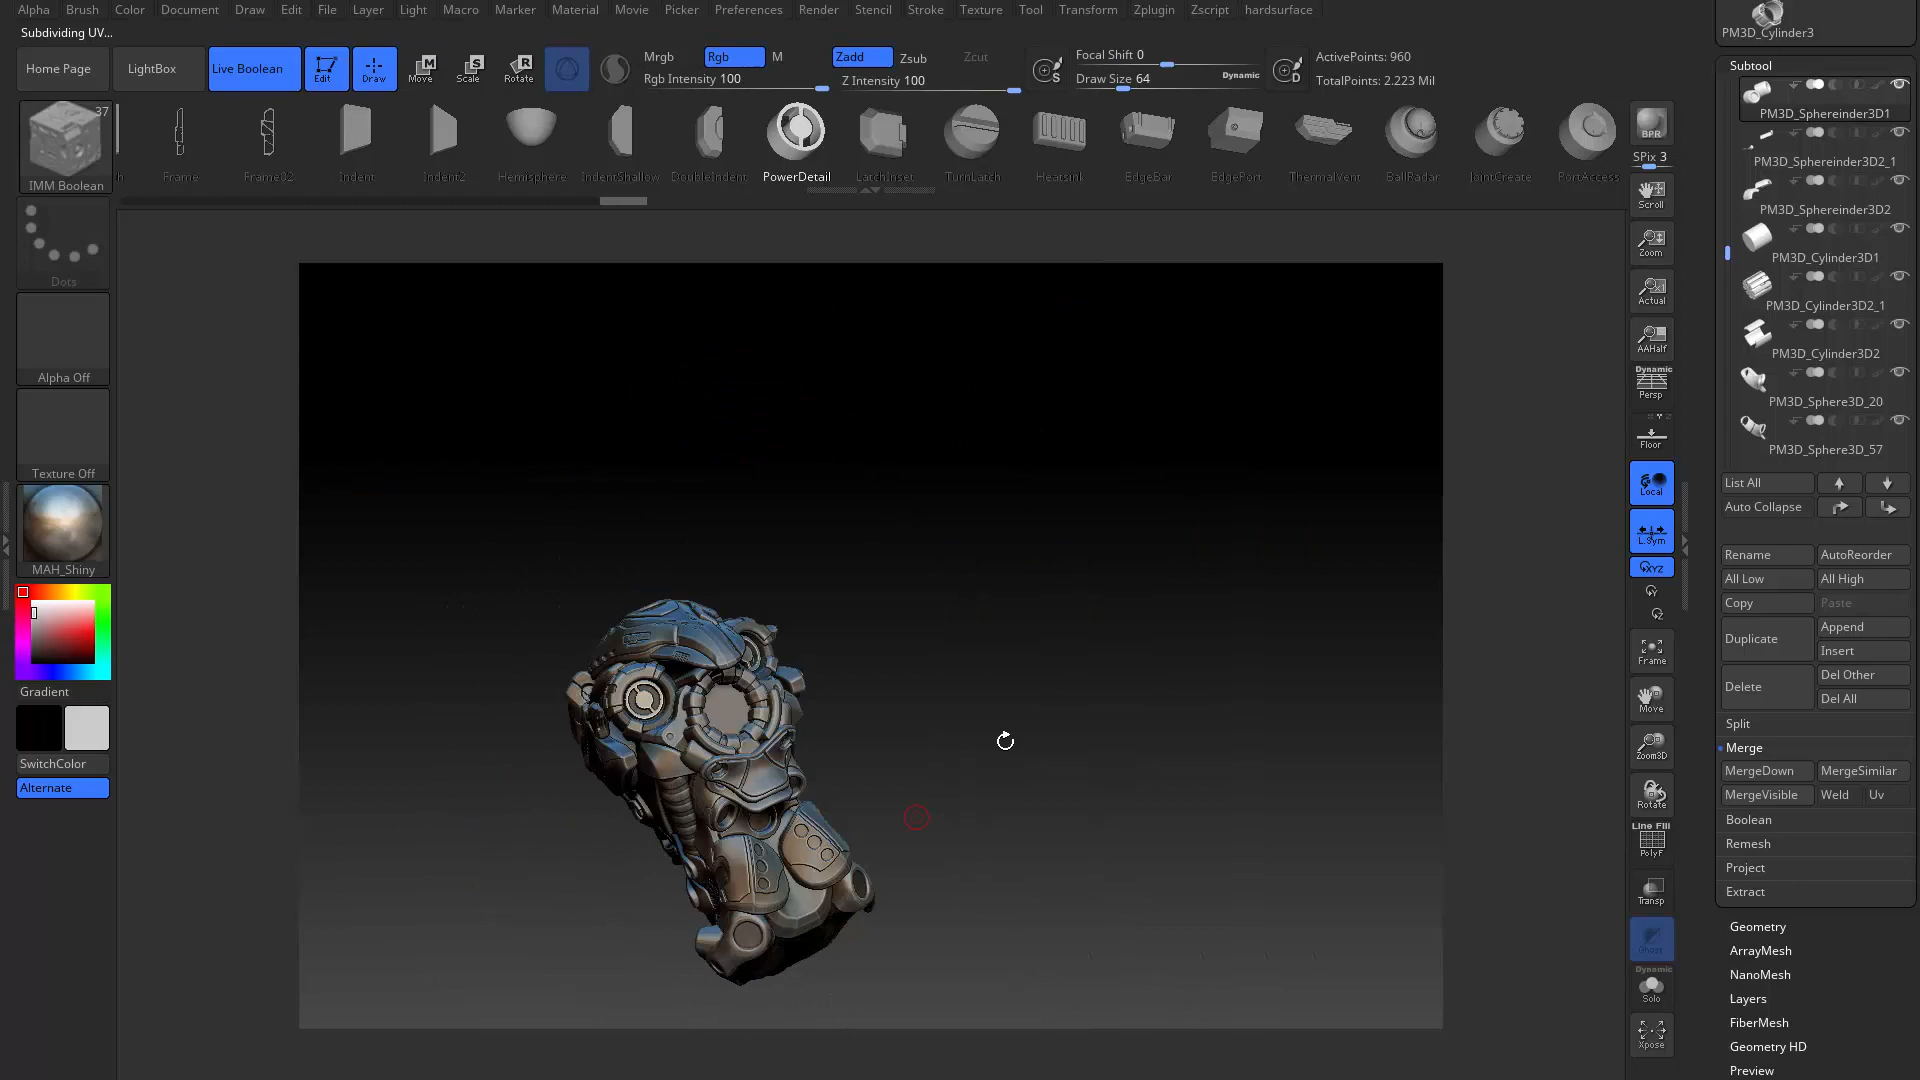 Alpha Brush Color Document Draw Edit File Layer Light Macro Marker Material Movie Picker Preferences Render Stencil Stroke Texture Tool Transform Zplugin Zscript hardsurface
Subdividing UV...
Home Page LightBox Live Boolean Edit Draw Move Scale Rotate
M S R
Mrgb Rgb M Zadd Zsub Zcut
Rgb Intensity 100 Z Intensity 100
S Focal Shift 0 D
Draw Size 64 Dynamic
ActivePoints: 960
TotalPoints: 2.223 Mil
37
IMM Boolean
Frame Frame02 Indent Indent2 Hemisphere IndentShallow DoubleIndent PowerDetail LatchInset TurnLatch Heatsink EdgeBar EdgePort ThermalVent BallRadar JointCreate PortAccess
Dots
Alpha Off
Texture Off
MAH_Shiny
Gradient
SwitchColor
Alternate
BPR
SPix 3
Scroll
Zoom
Actual
AAHalf
Dynamic
Persp
Floor
Local
L.Sym
XYZ
Y
Z
Frame
Move
Zoom3D
Rotate
Line Fill
PolyF
Transp
Ghost
Dynamic
Solo
Xpose
PM3D_Cylinder3
Subtool
PM3D_Sphereinder3D1
PM3D_Sphereinder3D2_1
PM3D_Sphereinder3D2
PM3D_Cylinder3D1
PM3D_Cylinder3D2_1
PM3D_Cylinder3D2
PM3D_Sphere3D_20
PM3D_Sphere3D_57
List All
Auto Collapse
Rename AutoReorder
All Low All High
Copy Paste
Duplicate Append
Insert
Delete Del Other
Del All
Split
Merge
MergeDown MergeSimilar
MergeVisible Weld Uv
Boolean
Remesh
Project
Extract
Geometry
ArrayMesh
NanoMesh
Layers
FiberMesh
Geometry HD
Preview